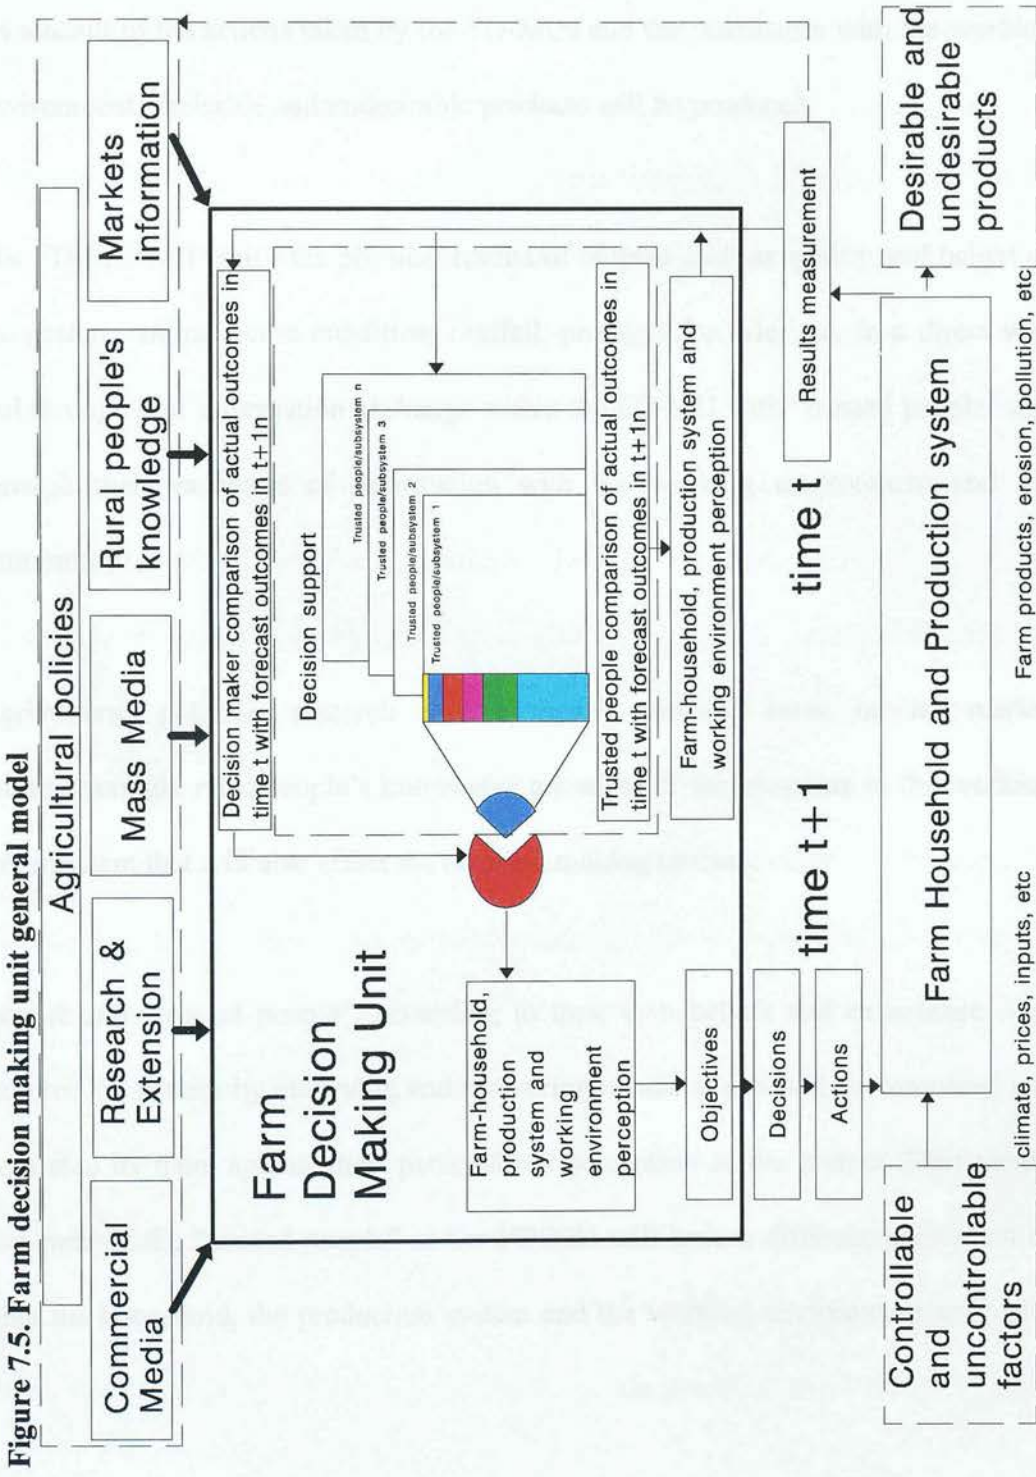 Figure 7.5. Farm decision making unit general model
Agricultural policies
Commercial
Media
Research &
Extension
Mass Media
Rural people's
knowledge
Markets
information
Farm
Decision
Making Unit
Decision maker comparison of actual outcomes in
time t with forecast outcomes in t+1n
Decision support
Trusted people/subsystem n
Trusted people/subsystem 3
Trusted people/subsystem 2
Trusted people/subsystem 1
Trusted people comparison of actual outcomes in
time t with forecast outcomes in t+1n
Farm-household, production system and
working environment perception
Farm-household,
production
system and
working
environment
perception
Objectives
Decisions
Actions
time t+1
time t
Results measurement
Controllable
and
uncontrollable
factors
Farm Household and Production system
Desirable and
undesirable
products
climate, prices, inputs, etc
Farm products, erosion, pollution, etc